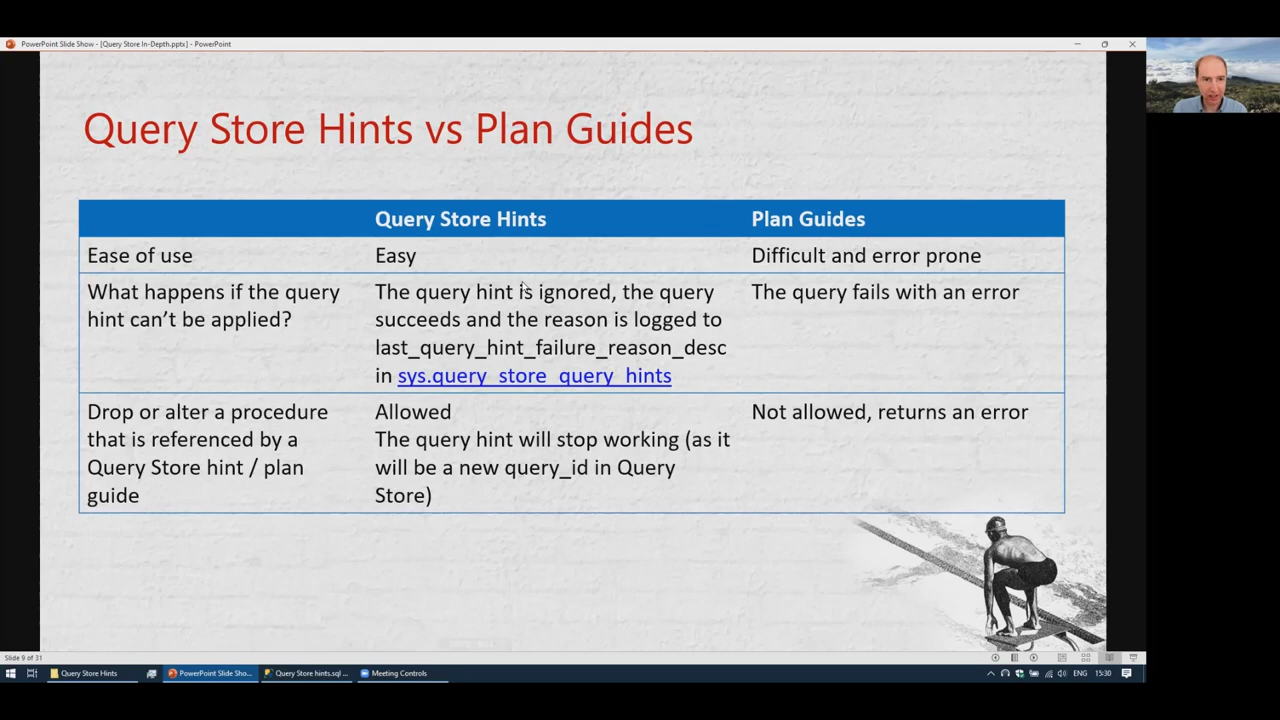 PowerPoint Slide Show - [Query Store In-Depth.pptx] - PowerPoint
Query Store Hints vs Plan Guides
Query Store Hints
Plan Guides
Ease of use
Easy
Difficult and error prone
What happens if the query
hint can't be applied?
The query hint is ignored, the query
succeeds and the reason is logged to
last_query_hint_failure_reason_desc
in sys.query_store_query_hints
The query fails with an error
Drop or alter a procedure
that is referenced by a
Query Store hint / plan
guide
Allowed
The query hint will stop working (as it
will be a new query_id in Query
Store)
Not allowed, returns an error
Slide 9 of 31
Query Store Hints
PowerPoint Slide Sho...
Query Store hints.sql ...
Meeting Controls
ENG
15:30